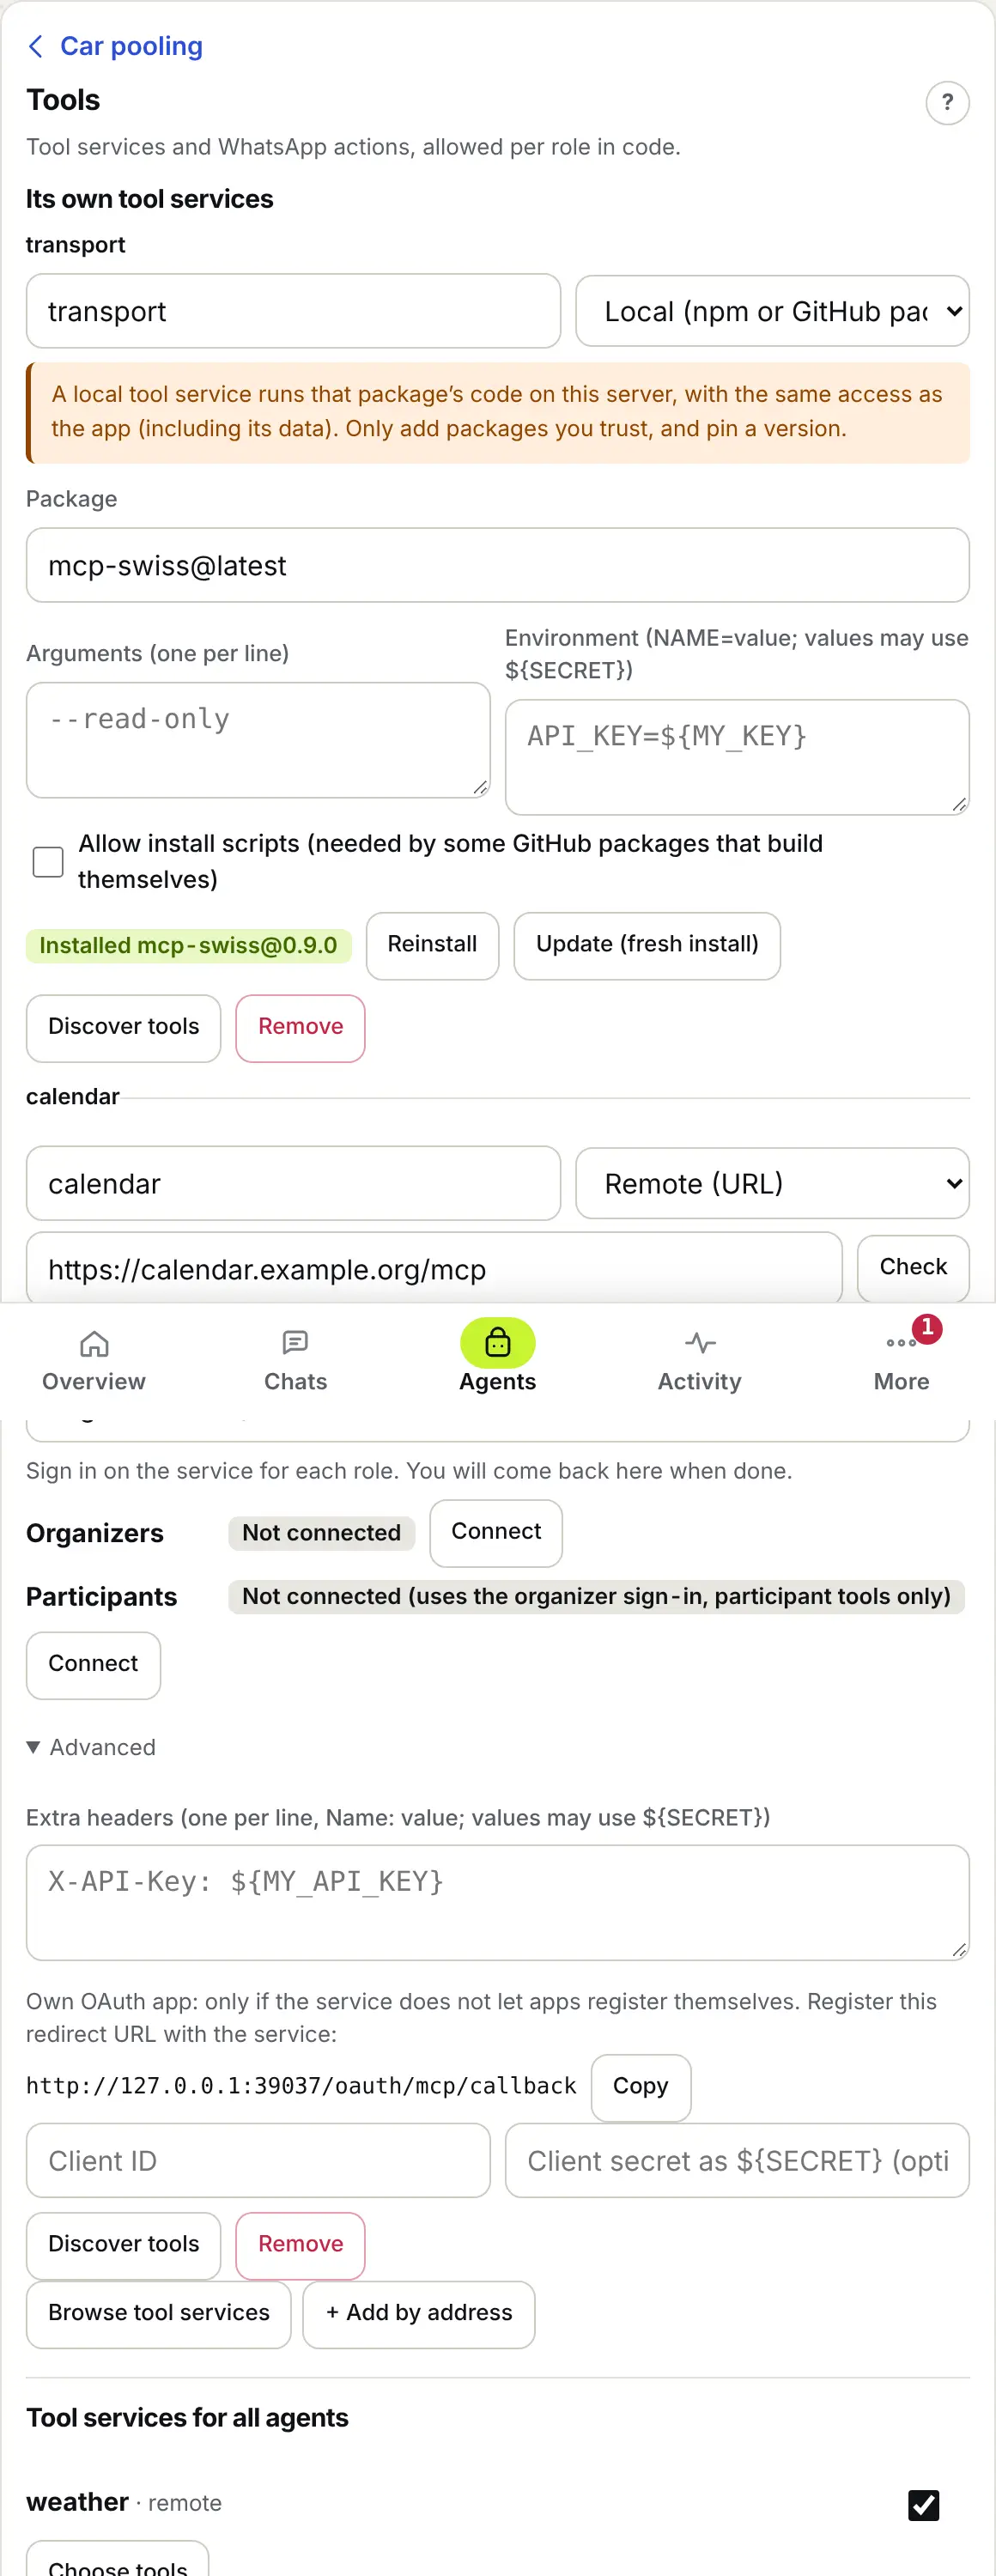 Car pooling
Tools
?
Tool services and WhatsApp actions, allowed per role in code.
Its own tool services
transport
transport
Local (npm or GitHub pac
A local tool service runs that package’s code on this server, with the same access as
the app (including its data). Only add packages you trust, and pin a version.
Package
mcp-swiss@latest
Arguments (one per line)
Environment (NAME=value; values may use
${SECRET})
--read-only
API_KEY=${MY_KEY}
Allow install scripts (needed by some GitHub packages that build
themselves)
Installed mcp-swiss@0.9.0
Reinstall
Update (fresh install)
Discover tools
Remove
calendar
calendar
Remote (URL)
https://calendar.example.org/mcp
Check
Overview
Chats
Agents
Activity
1
More
Sign in on the service for each role. You will come back here when done.
Organizers
Not connected
Connect
Participants
Not connected (uses the organizer sign-in, participant tools only)
Connect
▼ Advanced
Extra headers (one per line, Name: value; values may use ${SECRET})
X-API-Key: ${MY_API_KEY}
Own OAuth app: only if the service does not let apps register themselves. Register this
redirect URL with the service:
http://127.0.0.1:39037/oauth/mcp/callback
Copy
Client ID
Client secret as ${SECRET} (opti
Discover tools
Remove
Browse tool services
+ Add by address
Tool services for all agents
weather · remote
Choose tools